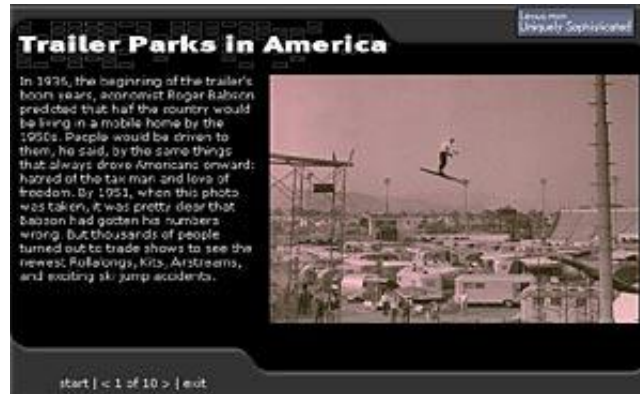 Uniquely Sophisticated
Trailer Parks in America
In 1936, the beginning of the trailer's
boom years, economist Roger Babson
predicted that half the country would
be living in a mobile home by the
1950s. People would be driven to
them, he said, by the same things
that always drove Americans onward:
hatred of the tax man and love of
freedom. By 1953, when this photo
was taken, it was pretty clear that
Babson had gotten his numbers
wrong. But thousands of people
turned out to trade shows to see the
newest Rollalongs, Kits, Airstreams,
and exciting ski jump accidents.
start | < 1 of 10 > | exit